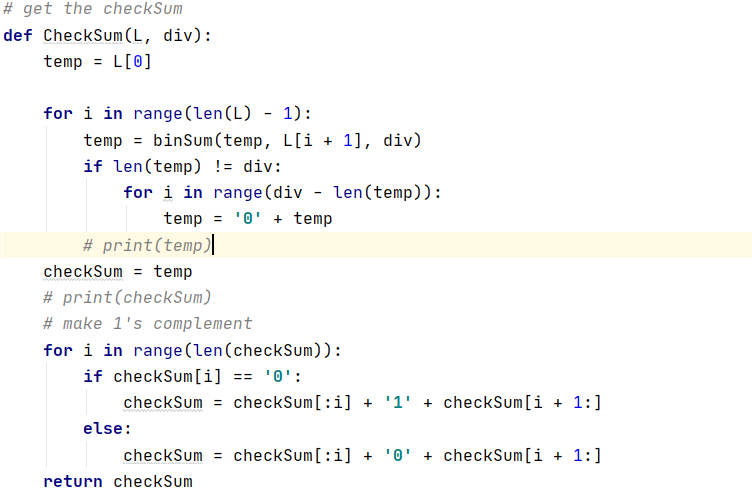 # get the checkSum
def CheckSum(L, div):
    temp = L[0]

    for i in range(len(L) - 1):
        temp = binSum(temp, L[i + 1], div)
        if len(temp) != div:
            for i in range(div - len(temp)):
                temp = '0' + temp
        # print(temp)
    checkSum = temp
    # print(checkSum)
    # make 1's complement
    for i in range(len(checkSum)):
        if checkSum[i] == '0':
            checkSum = checkSum[:i] + '1' + checkSum[i + 1:]
        else:
            checkSum = checkSum[:i] + '0' + checkSum[i + 1:]
    return checkSum